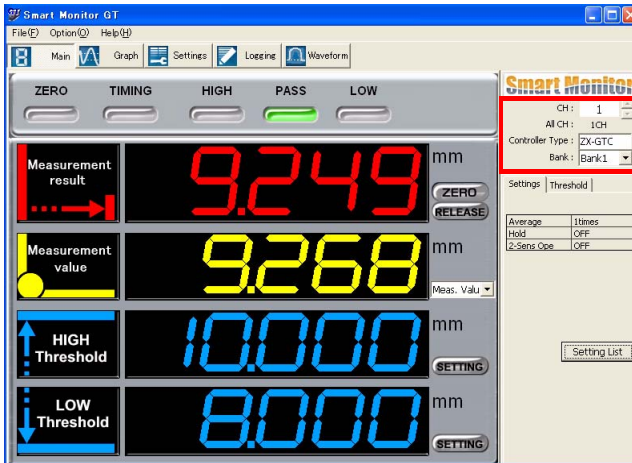 Smart Monitor GT
File(F) Option(O) Help(H)
8 Main Graph Settings Logging Waveform
ZERO TIMING HIGH PASS LOW
Measurement result
9.249 mm
ZERO
RELEASE
Measurement value
9.268 mm
Meas. Valu
HIGH Threshold
10.000 mm
SETTING
LOW Threshold
8.000 mm
SETTING
Smart Monitor
CH : 1
All CH : 1CH
Controller Type : ZX-GTC
Bank : Bank1
Settings Threshold
Average 1times
Hold OFF
2-Sens Ope OFF
Setting List